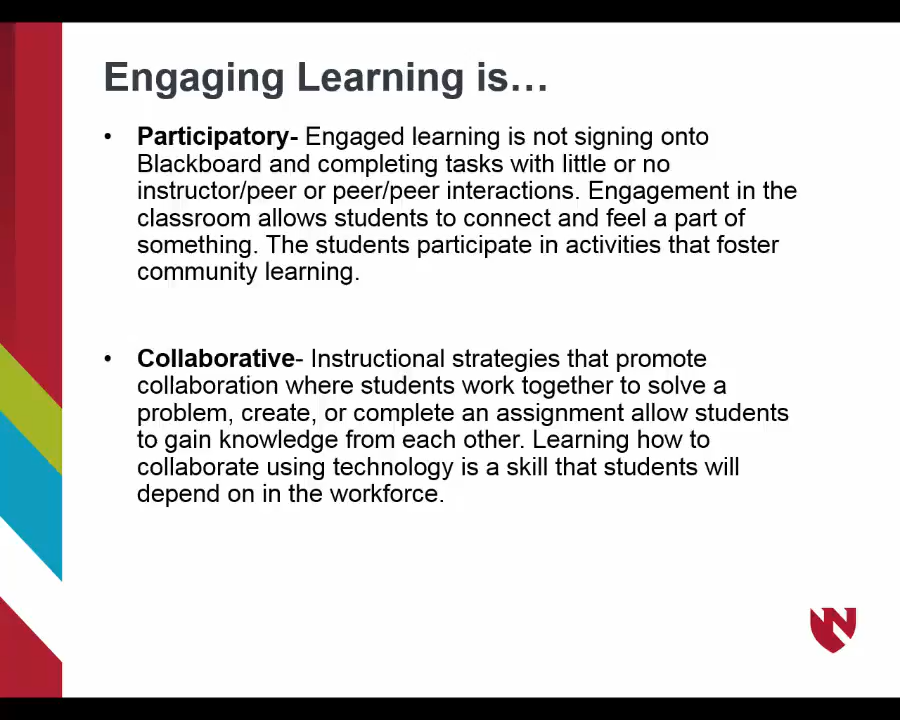 Engaging Learning is…
• Participatory- Engaged learning is not signing onto
Blackboard and completing tasks with little or no
instructor/peer or peer/peer interactions. Engagement in the
classroom allows students to connect and feel a part of
something. The students participate in activities that foster
community learning.
• Collaborative- Instructional strategies that promote
collaboration where students work together to solve a
problem, create, or complete an assignment allow students
to gain knowledge from each other. Learning how to
collaborate using technology is a skill that students will
depend on in the workforce.
N